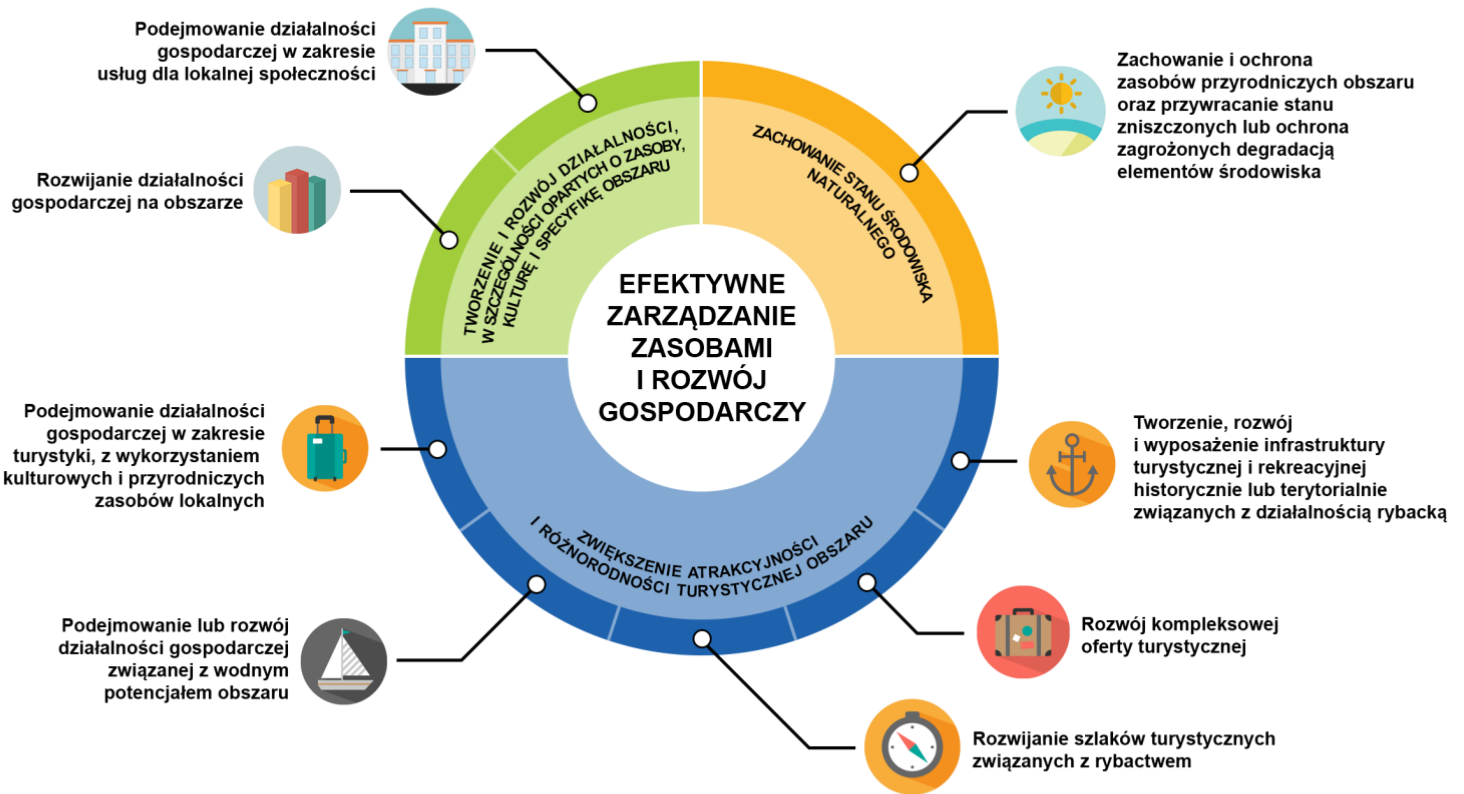 Podejmowanie działalności
gospodarczej w zakresie
usług dla lokalnej społeczności
Rozwijanie działalności
gospodarczej na obszarze
Podejmowanie działalności
gospodarczej w zakresie
turystyki, z wykorzystaniem
kulturowych i przyrodniczych
zasobów lokalnych
Podejmowanie lub rozwój
działalności gospodarczej
związanej z wodnym
potencjałem obszaru
TWORZENIE I ROZWÓJ DZIAŁALNOŚCI,
W SZCZEGÓLNOŚCI OPARTYCH O ZASOBY,
KULTURĘ I SPECYFIKĘ OBSZARU
ZACHOWANIE STANU ŚRODOWISKA
NATURALNEGO
EFEKTYWNE
ZARZĄDZANIE
ZASOBAMI
I ROZWÓJ
GOSPODARCZY
ZWIĘKSZENIE ATRAKCYJNOŚCI
I RÓŻNORODNOŚCI TURYSTYCZNEJ OBSZARU
Zachowanie i ochrona
zasobów przyrodniczych obszaru
oraz przywracanie stanu
zniszczonych lub ochrona
zagrożonych degradacją
elementów środowiska
Tworzenie, rozwój
i wyposażenie infrastruktury
turystycznej i rekreacyjnej
historycznie lub terytorialnie
związanych z działalnością rybacką
Rozwój kompleksowej
oferty turystycznej
Rozwijanie szlaków turystycznych
związanych z rybactwem